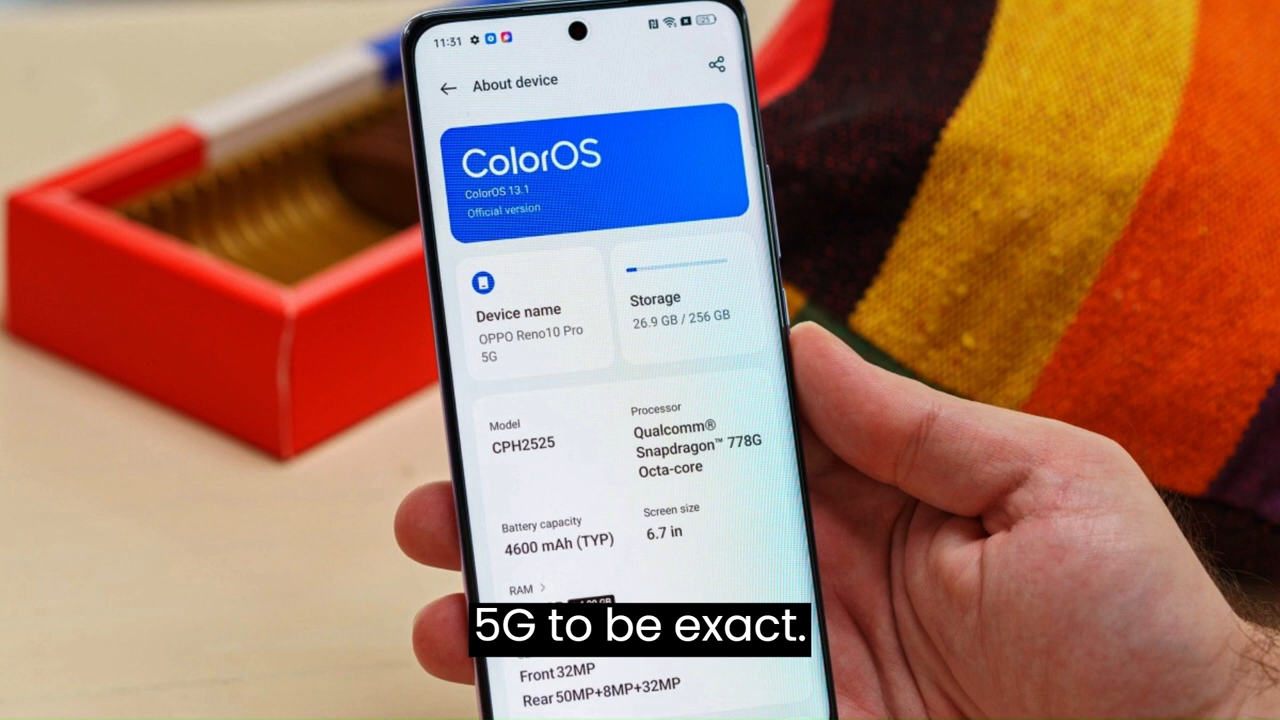 11:31
25
About device
ColorOS
ColorOS 13.1
Official version
Device name
OPPO Reno10 Pro
5G
Storage
26.9 GB / 256 GB
Model
CPH2525
Processor
Qualcomm®
Snapdragon™ 778G
Octa-core
Battery capacity
4600 mAh (TYP)
Screen size
6.7 in
RAM
5G to be exact.
Front 32MP
Rear 50MP+8MP+32MP